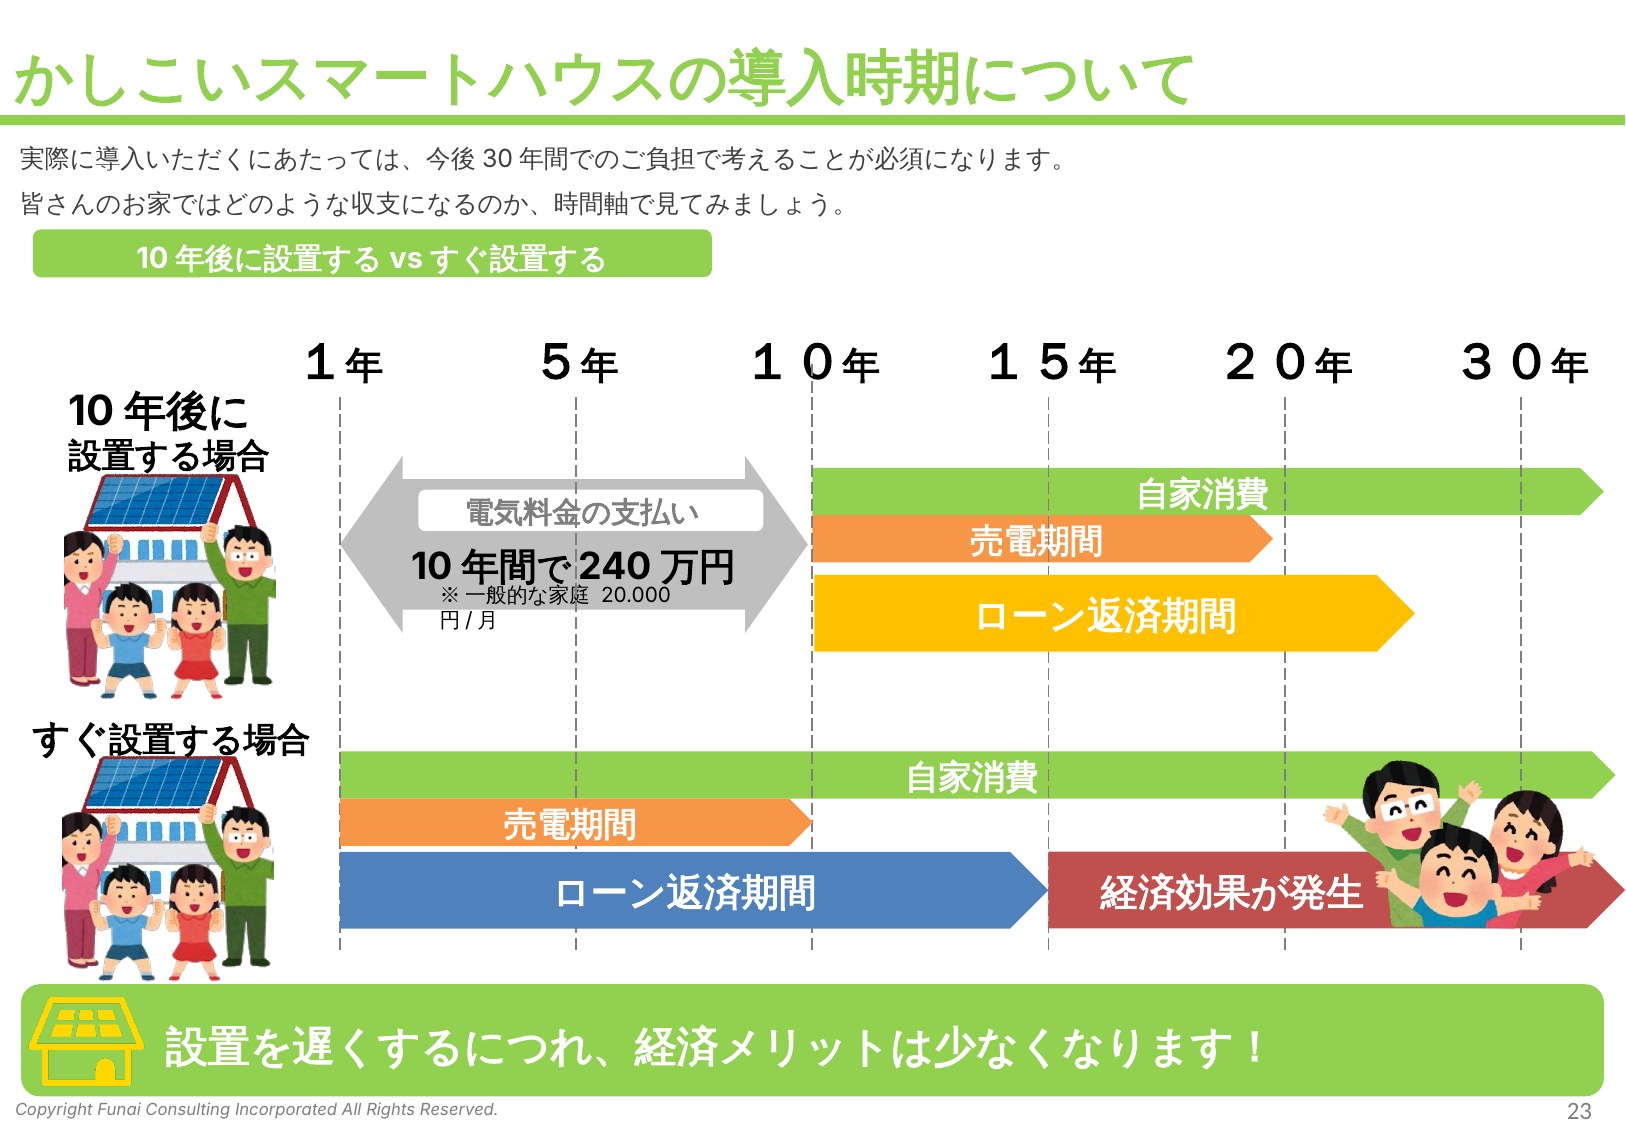 かしこいスマートハウスの導入時期について
実際に導入いただくにあたっては、今後 30 年間でのご負担で考えることが必須になります。
皆さんのお家ではどのような収支になるのか、時間軸で見てみましょう。
10 年後に設置する vs すぐ設置する
１年 ５年 １０年 １５年 ２０年 ３０年
10 年後に
設置する場合
電気料金の支払い
10 年間で 240 万円
※ 一般的な家庭 20.000
円 / 月
自家消費
売電期間
ローン返済期間
すぐ設置する場合
自家消費
売電期間
ローン返済期間
経済効果が発生
設置を遅くするにつれ、経済メリットは少なくなります！
Copyright Funai Consulting Incorporated All Rights Reserved.
23